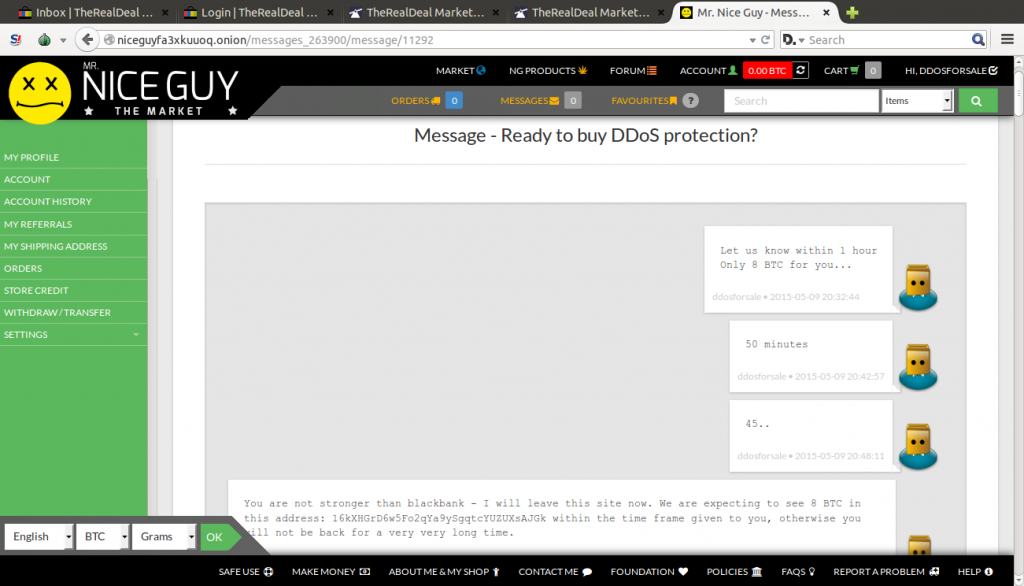 Inbox | TheRealDeal ...
Login | TheRealDeal ...
TheRealDeal Market...
TheRealDeal Market...
Mr. Nice Guy - Mess...
niceguyfa3xkuuoq.onion/messages_263900/message/11292
Search
MR.
NICE GUY
THE MARKET
MARKET
NG PRODUCTS
FORUM
ACCOUNT
0.00 BTC
CART
0
HI, DDOSFORSALE
ORDERS
0
MESSAGES
0
FAVOURITES
?
Search
Items
MY PROFILE
ACCOUNT
ACCOUNT HISTORY
MY REFERRALS
MY SHIPPING ADDRESS
ORDERS
STORE CREDIT
WITHDRAW / TRANSFER
SETTINGS
Message - Ready to buy DDoS protection?
Let us know within 1 hour
Only 8 BTC for you...
ddosforsale • 2015-05-09 20:32:44
50 minutes
ddosforsale • 2015-05-09 20:42:57
45..
ddosforsale • 2015-05-09 20:48:11
You are not stronger than blackbank - I will leave this site now. We are expecting to see 8 BTC in
this address: 16kXHGrD6w5Fo2qYa9ySgqtcYUZUXsAJGk within the time frame given to you, otherwise you
will not be back for a very very long time.
English
BTC
Grams
OK
SAFE USE
MAKE MONEY
ABOUT ME & MY SHOP
CONTACT ME
FOUNDATION
POLICIES
FAQS
REPORT A PROBLEM
HELP